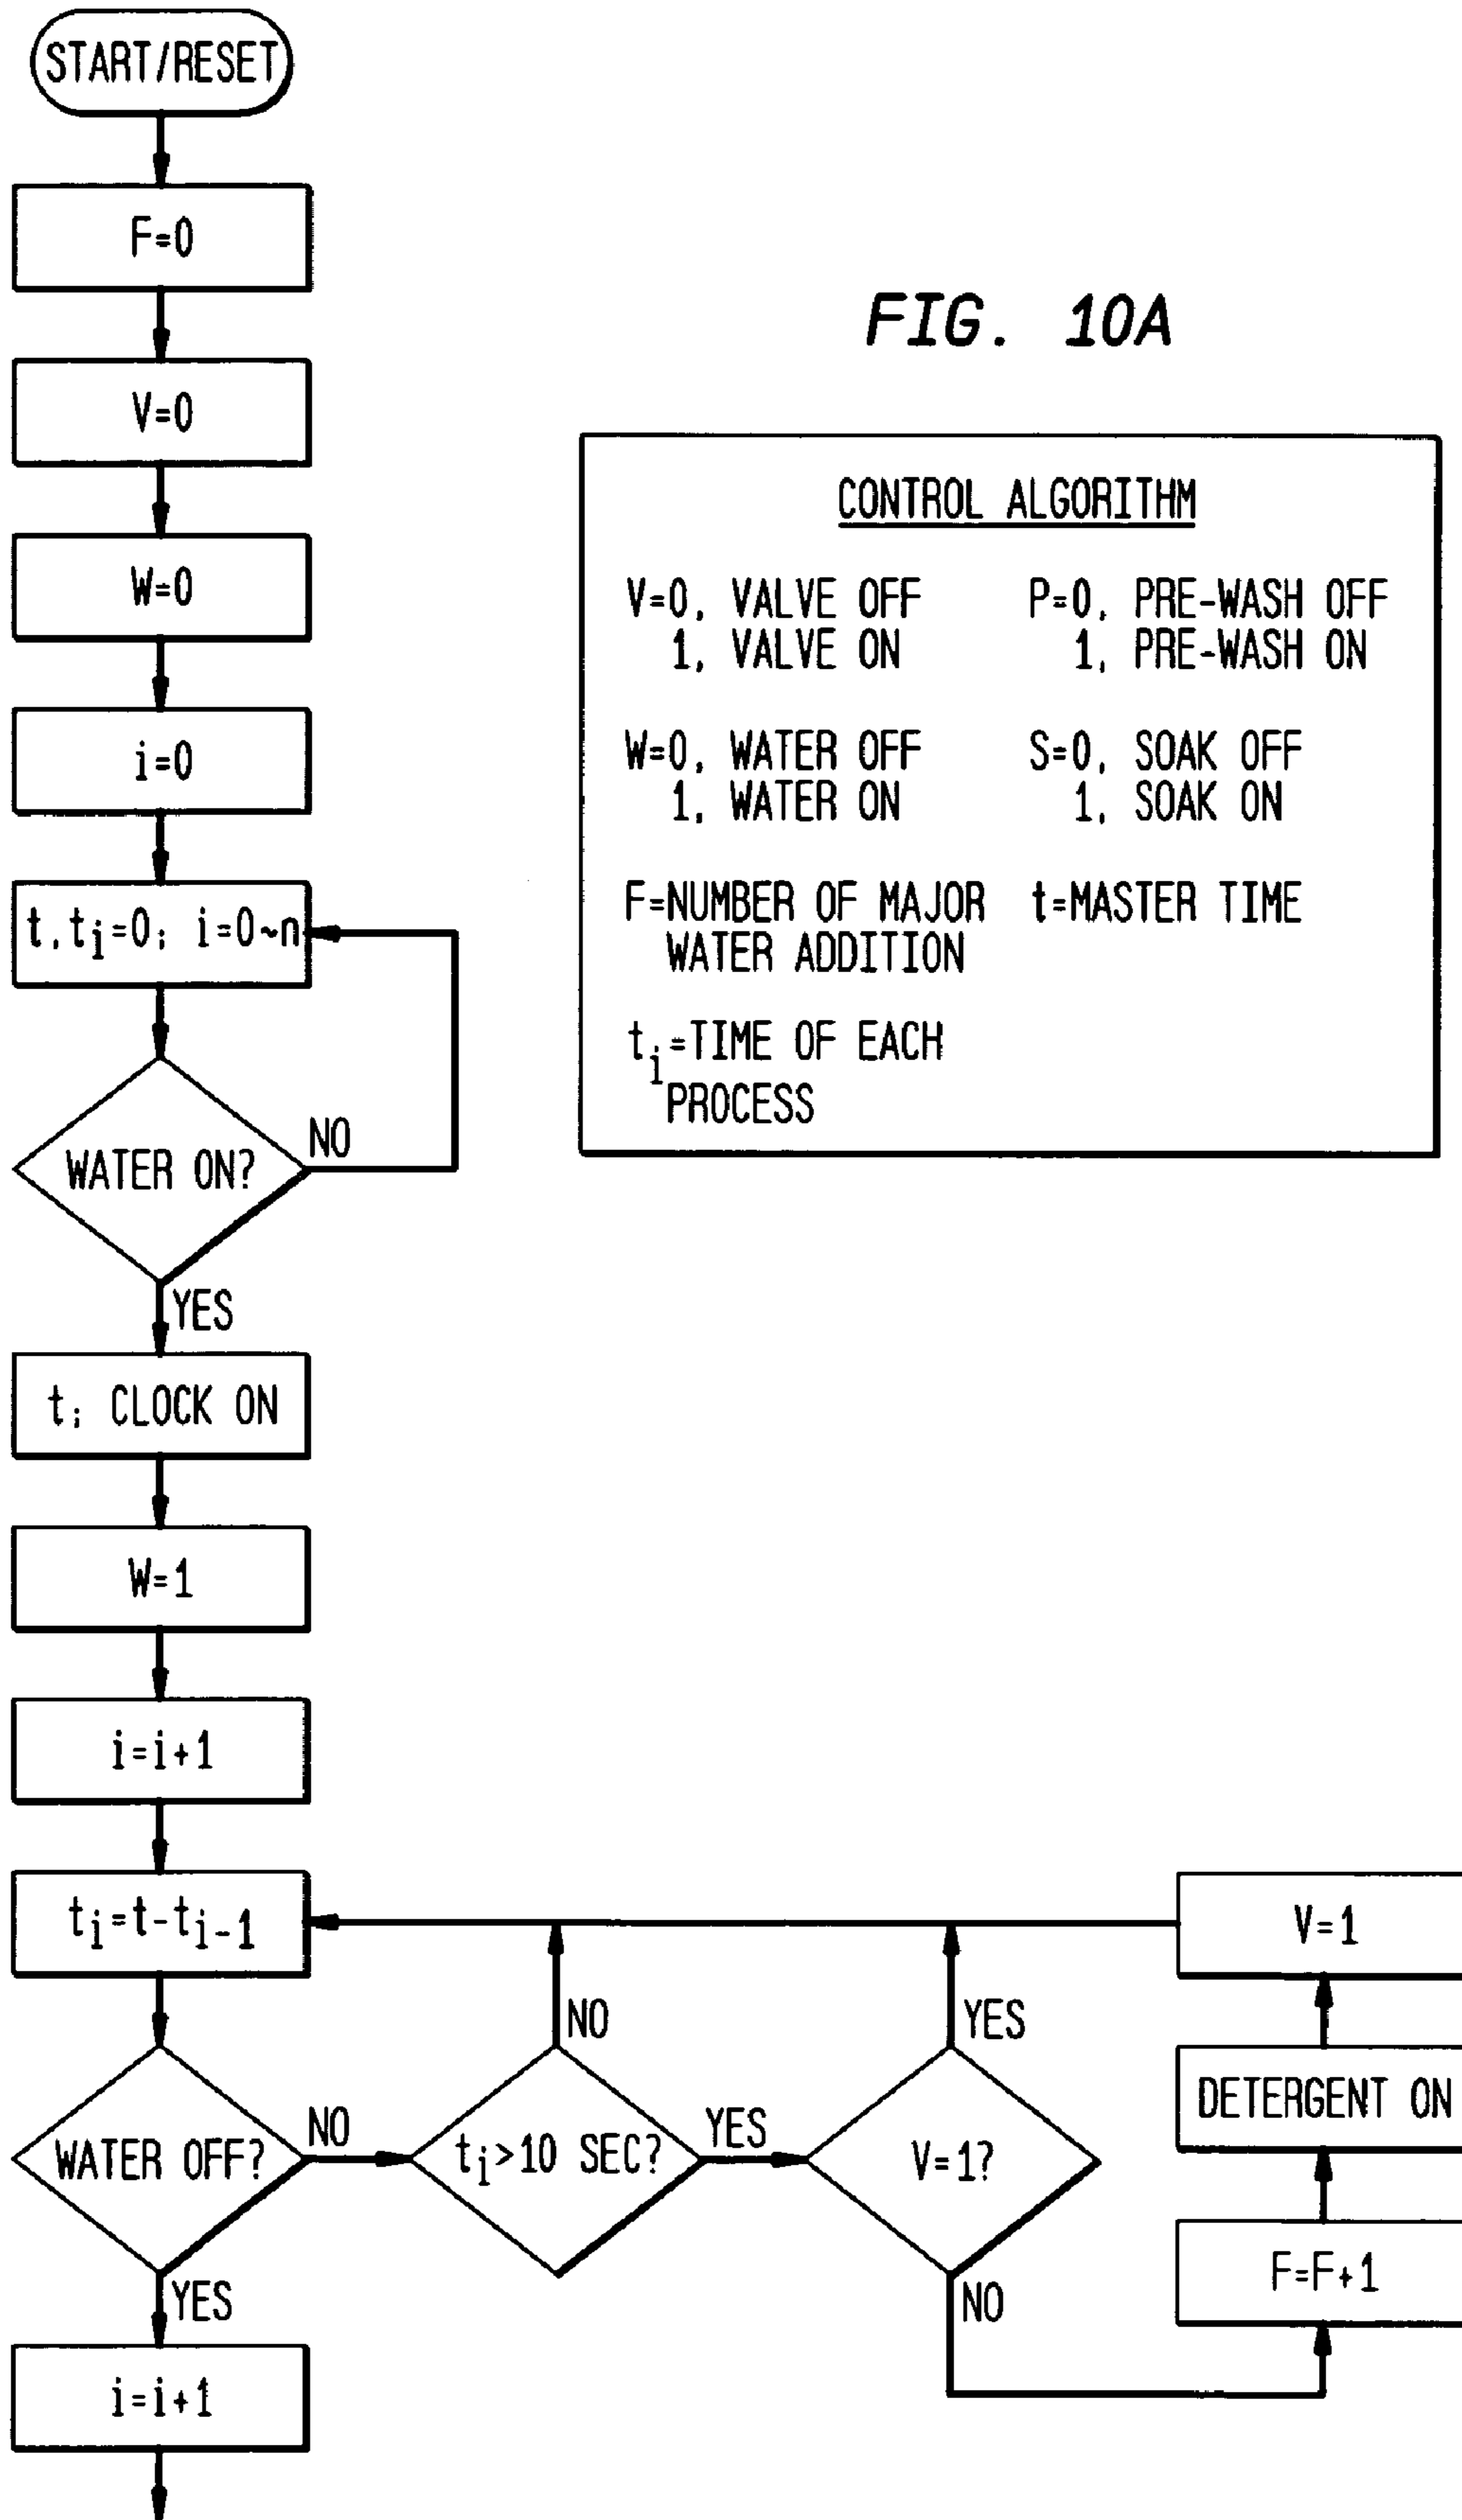 START/RESET
F=0
V=0
W=0
i=0
t,ti=0; i=0~n
WATER ON?
NO
YES
t; CLOCK ON
W=1
i=i+1
ti=t-ti-1
WATER OFF?
NO
YES
i=i+1
ti>10 SEC?
NO
YES
V=1?
YES
NO
F=F+1
DETERGENT ON
V=1
FIG. 10A
CONTROL ALGORITHM
V=0, VALVE OFF
1, VALVE ON
P=0, PRE-WASH OFF
1, PRE-WASH ON
W=0, WATER OFF
1, WATER ON
S=0, SOAK OFF
1, SOAK ON
F=NUMBER OF MAJOR
WATER ADDITION
t=MASTER TIME
ti=TIME OF EACH
PROCESS